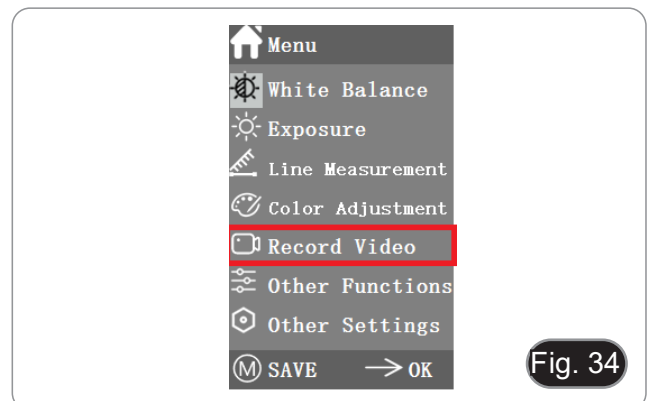 Menu
White Balance
Exposure
Line Measurement
Color Adjustment
Record Video
Other Functions
Other Settings
M SAVE → OK
Fig. 34